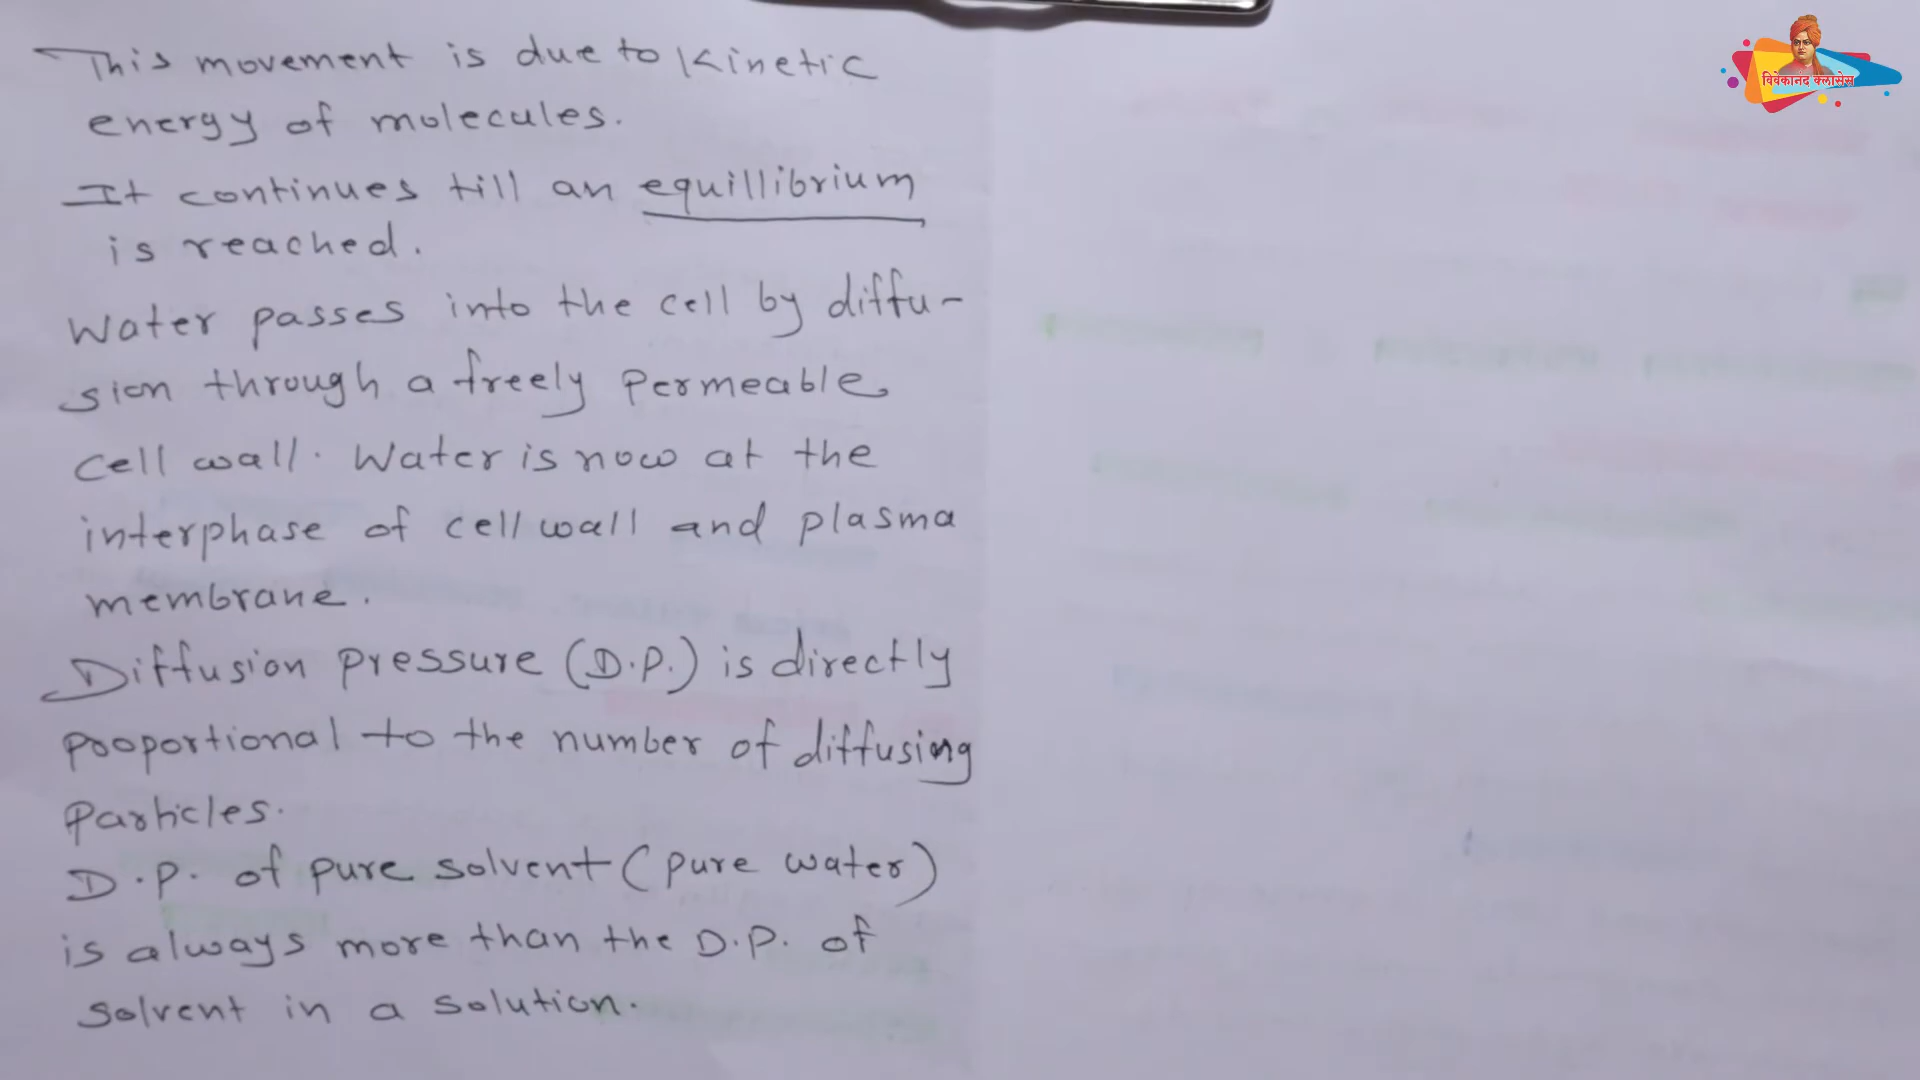 This movement is due to Kinetic
energy of molecules.
It continues till an equillibrium
is reached.
Water passes into the cell by diffu-
sion through a freely permeable
cell wall. Water is now at the
interphase of cell wall and plasma
membrane.
Diffusion pressure (D.P.) is directly
proportional to the number of diffusing
particles.
D.P. of pure solvent (pure water)
is always more than the D.P. of
solvent in a solution.
विवेकानंद क्लासेस